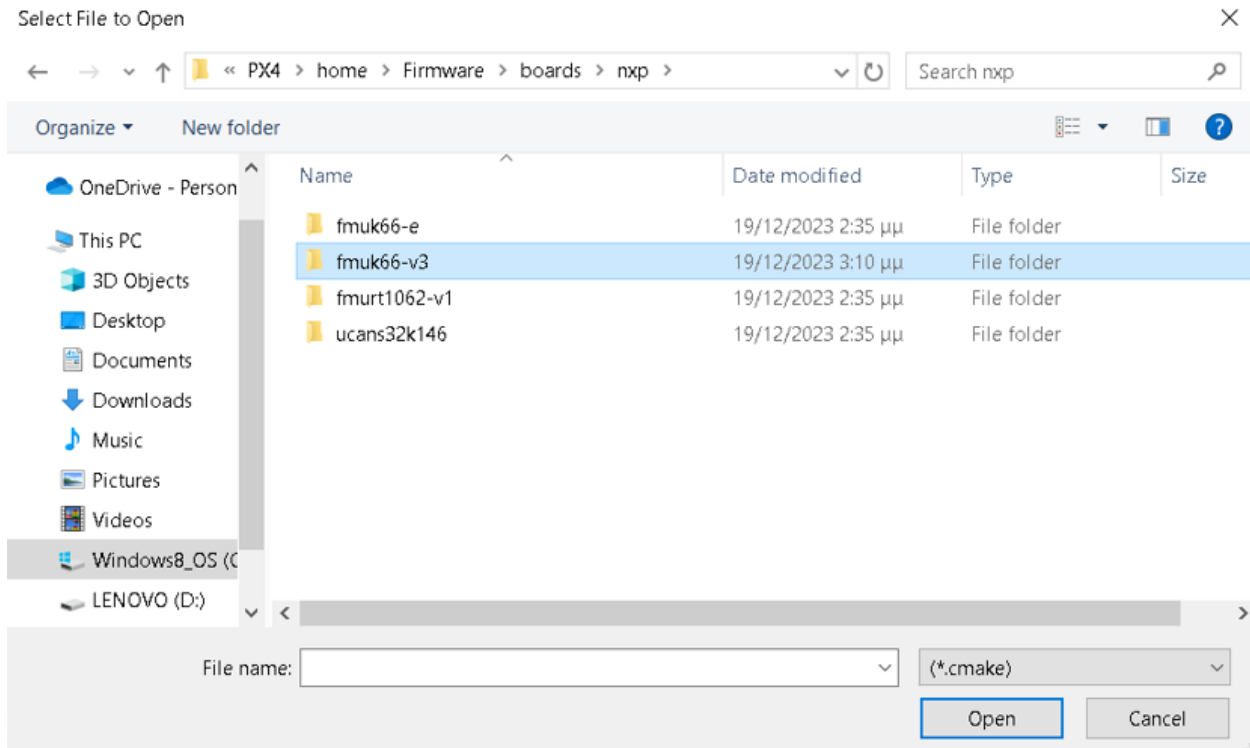 Select File to Open
« PX4 > home > Firmware > boards > nxp >
Search nxp
Organize
New folder
?
Name
Date modified
Type
Size
OneDrive - Person
This PC
3D Objects
Desktop
Documents
Downloads
Music
Pictures
Videos
Windows8_OS (C
LENOVO (D:)
fmuk66-e 19/12/2023 2:35 μμ File folder
fmuk66-v3 19/12/2023 3:10 μμ File folder
fmurt1062-v1 19/12/2023 2:35 μμ File folder
ucans32k146 19/12/2023 2:35 μμ File folder
File name:
(*.cmake)
Open
Cancel